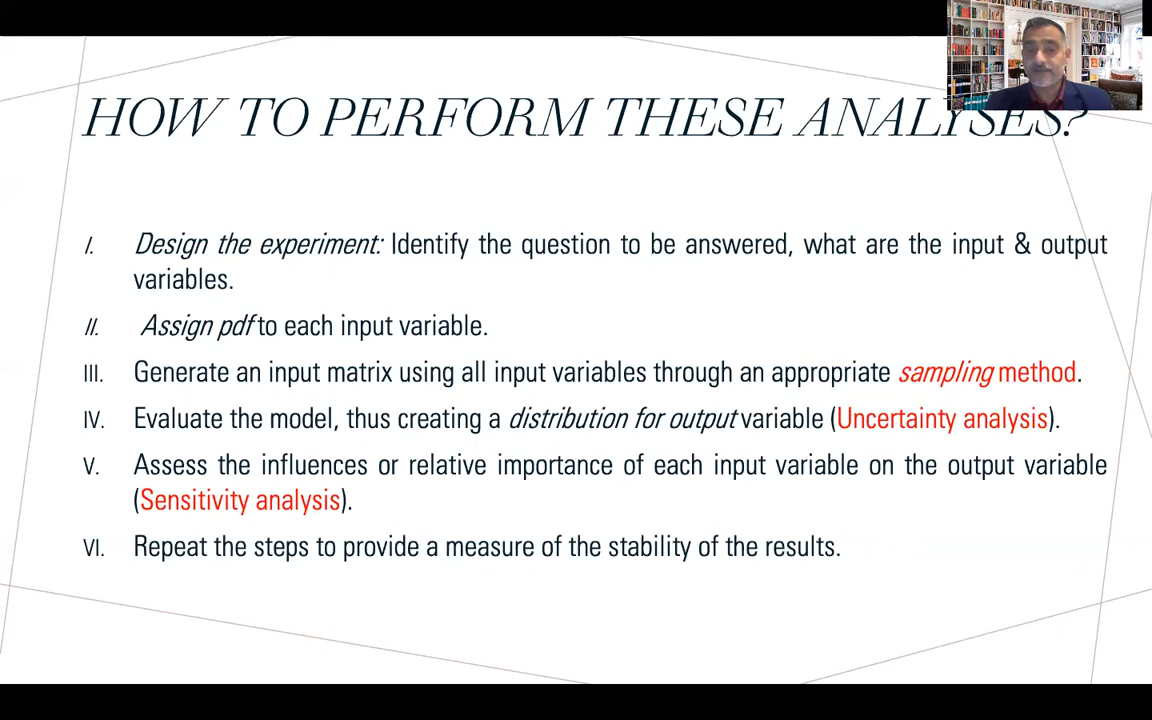 HOW TO PERFORM THESE ANALYSES?
I. Design the experiment: Identify the question to be answered, what are the input & output
variables.
II. Assign pdf to each input variable.
III. Generate an input matrix using all input variables through an appropriate sampling method.
IV. Evaluate the model, thus creating a distribution for output variable (Uncertainty analysis).
V. Assess the influences or relative importance of each input variable on the output variable
(Sensitivity analysis).
VI. Repeat the steps to provide a measure of the stability of the results.